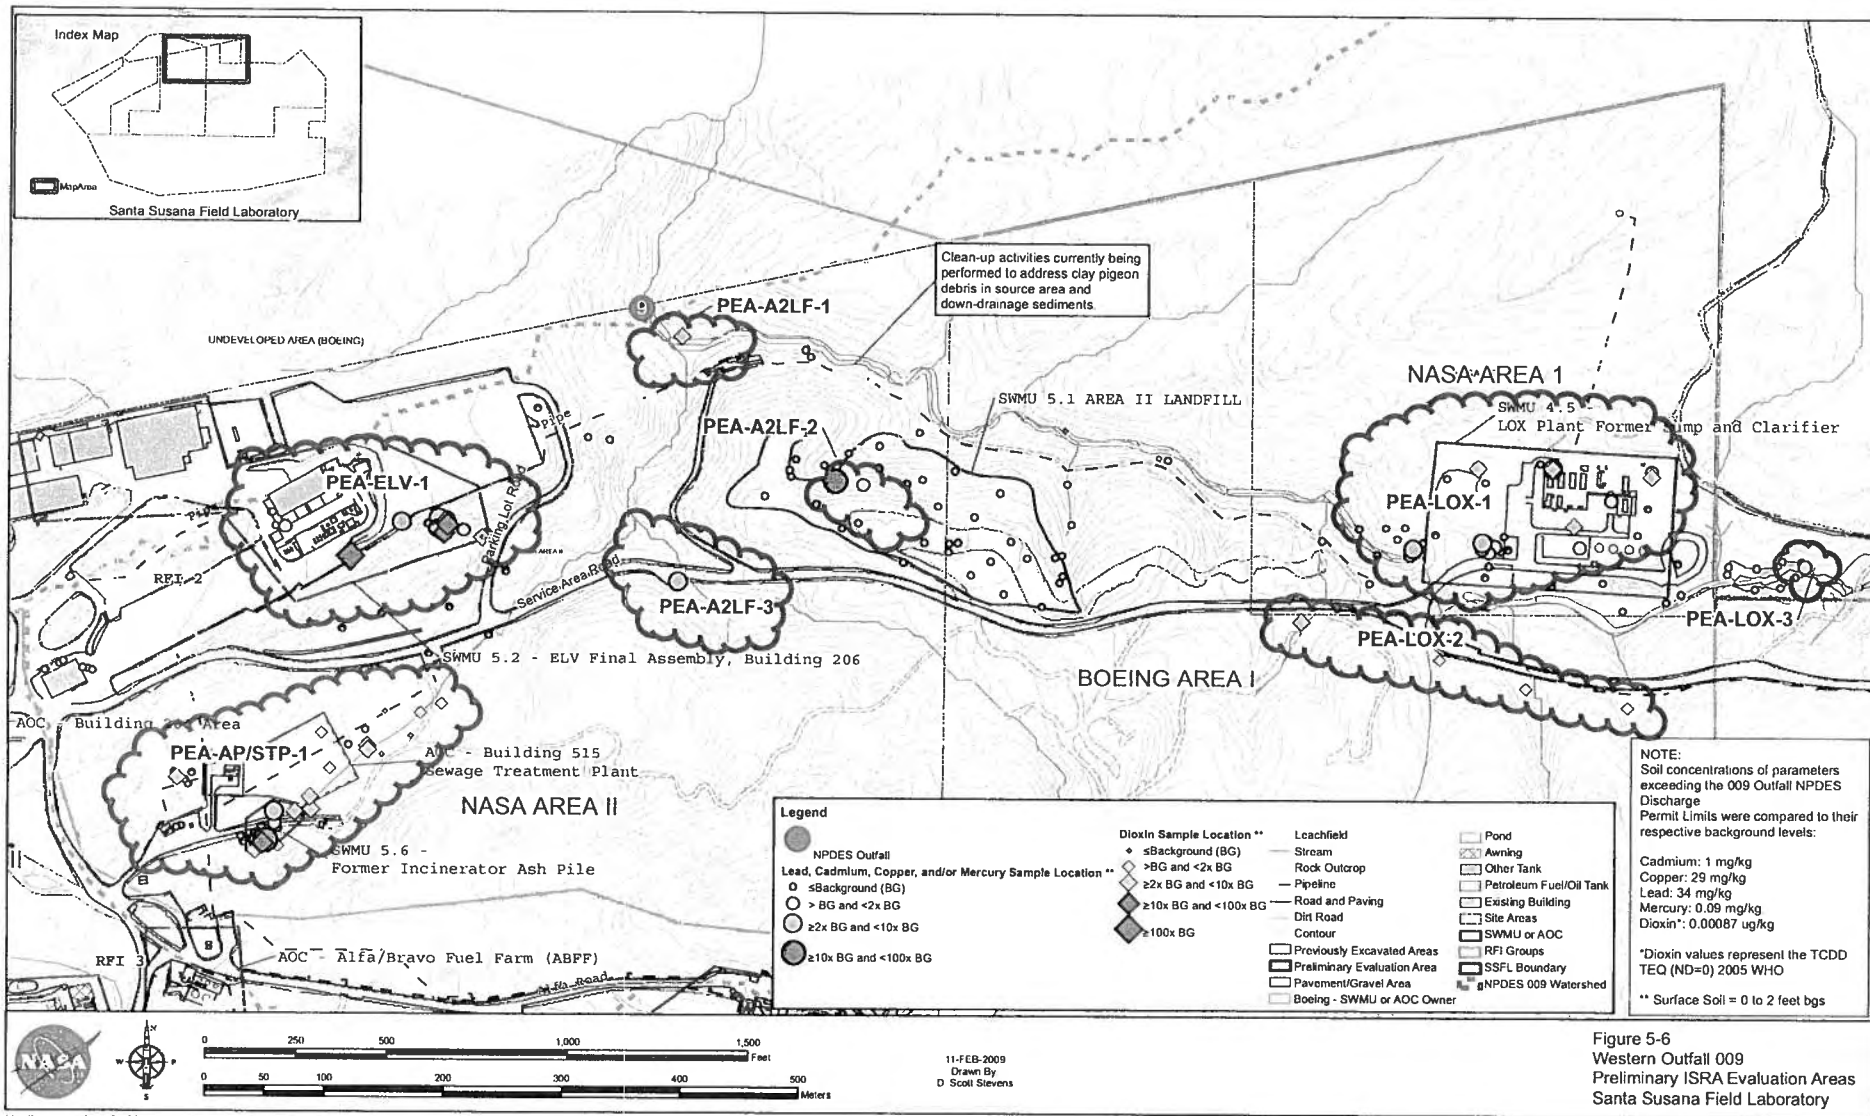 Index Map
MapArea
Santa Susana Field Laboratory
Clean-up activities currently being
performed to address clay pigeon
debris in source area and
down-drainage sediments.
9
PEA-A2LF-1
UNDEVELOPED AREA (BOEING)
NASA AREA 1
SWMU 5.1 AREA II LANDFILL
SWMU 4.5 -
LOX Plant Former Sump and Clarifier
Pipe
PEA-A2LF-2
PEA-ELV-1
Parking Lot Road
PEA-LOX-1
AREA II
RFI 2
Service Area Road
PEA-A2LF-3
PEA-LOX-3
PEA-LOX-2
SWMU 5.2 - ELV Final Assembly, Building 206
BOEING AREA I
AOC - Building Area
PEA-AP/STP-1
AOC - Building 515
Sewage Treatment Plant
NASA AREA II
SWMU 5.6 -
Former Incinerator Ash Pile
RFI 3
AOC - Alfa/Bravo Fuel Farm (ABFF)
Alfa Road
Legend
NPDES Outfall
Lead, Cadmium, Copper, and/or Mercury Sample Location **
≤Background (BG)
> BG and <2x BG
≥2x BG and <10x BG
≥10x BG and <100x BG
Dioxin Sample Location **
≤Background (BG)
>BG and <2x BG
≥2x BG and <10x BG
≥10x BG and <100x BG
≥100x BG
Leachfield
Stream
Rock Outcrop
Pipeline
Road and Paving
Dirt Road
Contour
Previously Excavated Areas
Preliminary Evaluation Area
Pavement/Gravel Area
Boeing - SWMU or AOC Owner
Pond
Awning
Other Tank
Petroleum Fuel/Oil Tank
Existing Building
Site Areas
SWMU or AOC
RFI Groups
SSFL Boundary
NPDES 009 Watershed
NOTE:
Soil concentrations of parameters
exceeding the 009 Outfall NPDES
Discharge
Permit Limits were compared to their
respective background levels:
Cadmium: 1 mg/kg
Copper: 29 mg/kg
Lead: 34 mg/kg
Mercury: 0.09 mg/kg
Dioxin*: 0.00087 ug/kg
*Dioxin values represent the TCDD
TEQ (ND=0) 2005 WHO
** Surface Soil = 0 to 2 feet bgs
NASA
N
W
S
0 250 500 1,000 1,500
Feet
0 50 100 200 300 400 500
Meters
11-FEB-2009
Drawn By
D Scott Stevens
Figure 5-6
Western Outfall 009
Preliminary ISRA Evaluation Areas
Santa Susana Field Laboratory